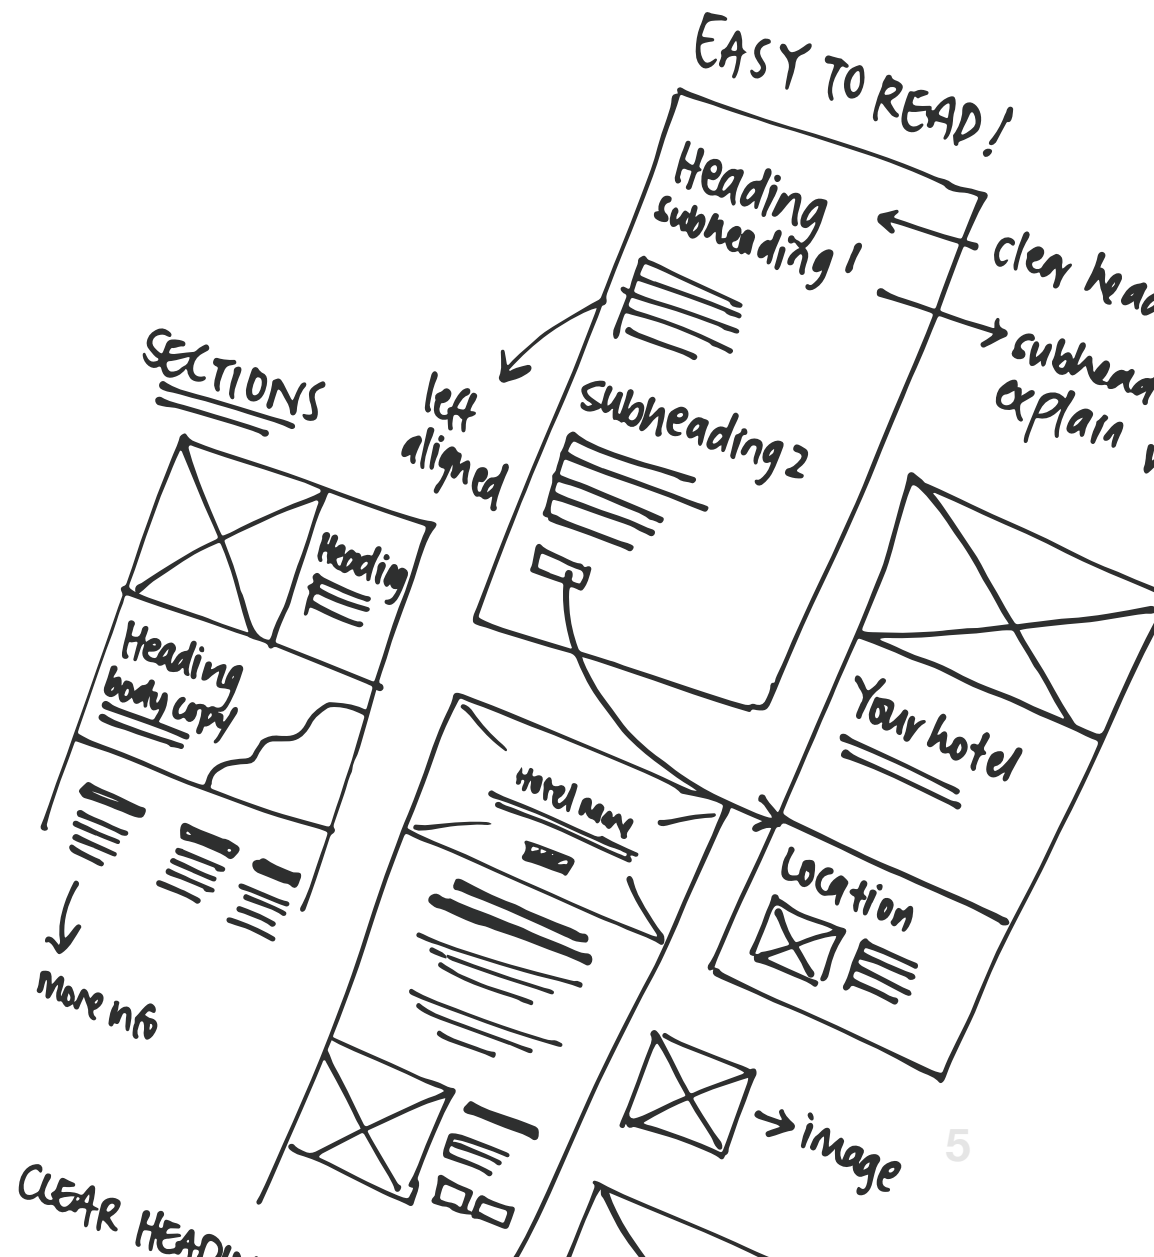 EASY TO READ!
Heading
subheading 1
clear head
subhead
explain
left
aligned
Subheading 2
SECTIONS
Heading
Heading
body copy
more info
Hotel name
Your hotel
Location
image
5
CLEAR HEADIN